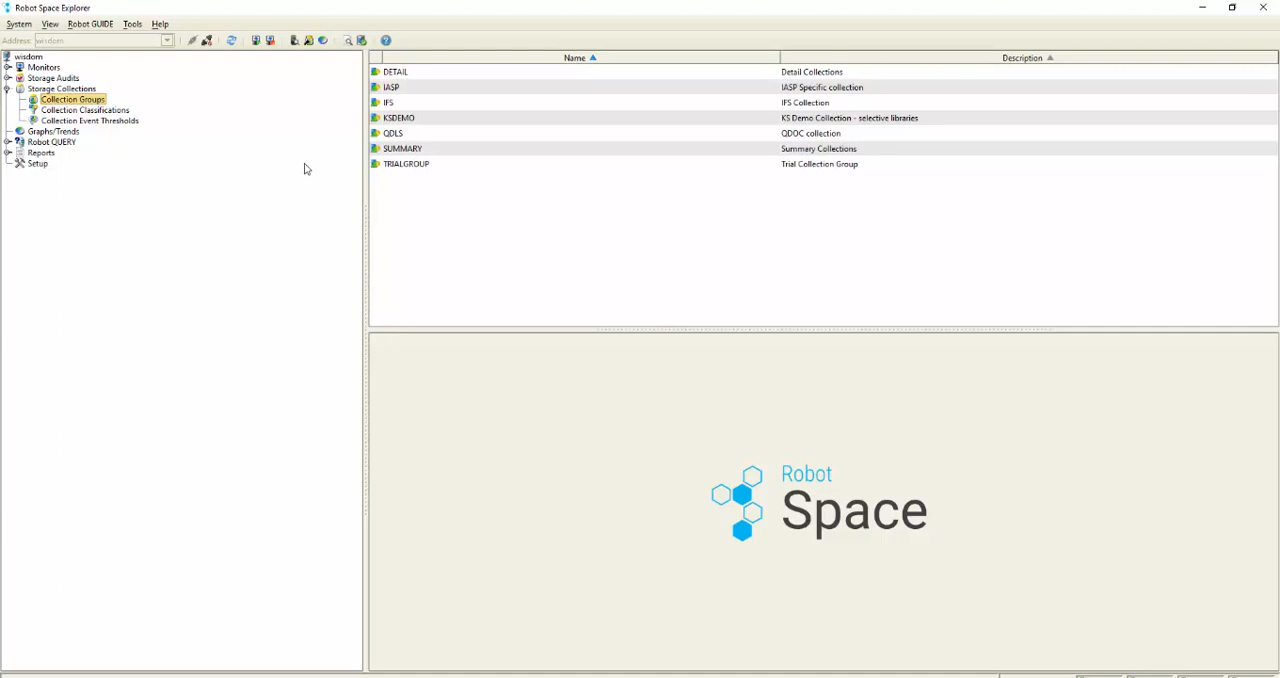 Robot Space Explorer
System View Robot GUIDE Tools Help
Address: wisdom
wisdom
Monitors
Storage Audits
Storage Collections
Collection Groups
Collection Classifications
Collection Event Thresholds
Graphs/Trends
Robot QUERY
Reports
Setup
Name Description
DETAIL Detail Collections
IASP IASP Specific collection
IFS IFS Collection
KSDEMO KS Demo Collection - selective libraries
QDLS QDOC collection
SUMMARY Summary Collections
TRIALGROUP Trial Collection Group
Robot
Space